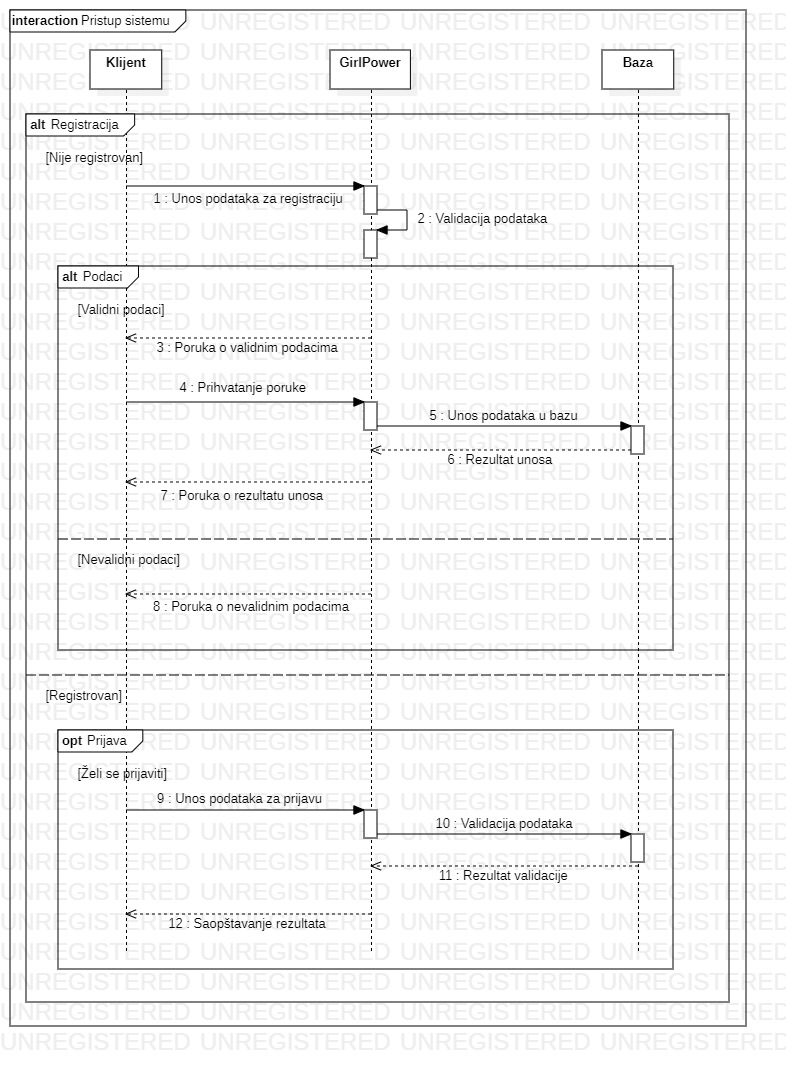 interaction Pristup sistemu
Klijent
GirlPower
Baza
alt Registracija
[Nije registrovan]
1 : Unos podataka za registraciju
2 : Validacija podataka
alt Podaci
[Validni podaci]
3 : Poruka o validnim podacima
4 : Prihvatanje poruke
5 : Unos podataka u bazu
6 : Rezultat unosa
7 : Poruka o rezultatu unosa
[Nevalidni podaci]
8 : Poruka o nevalidnim podacima
[Registrovan]
opt Prijava
[Želi se prijaviti]
9 : Unos podataka za prijavu
10 : Validacija podataka
11 : Rezultat validacije
12 : Saopštavanje rezultata
UNREGISTERED